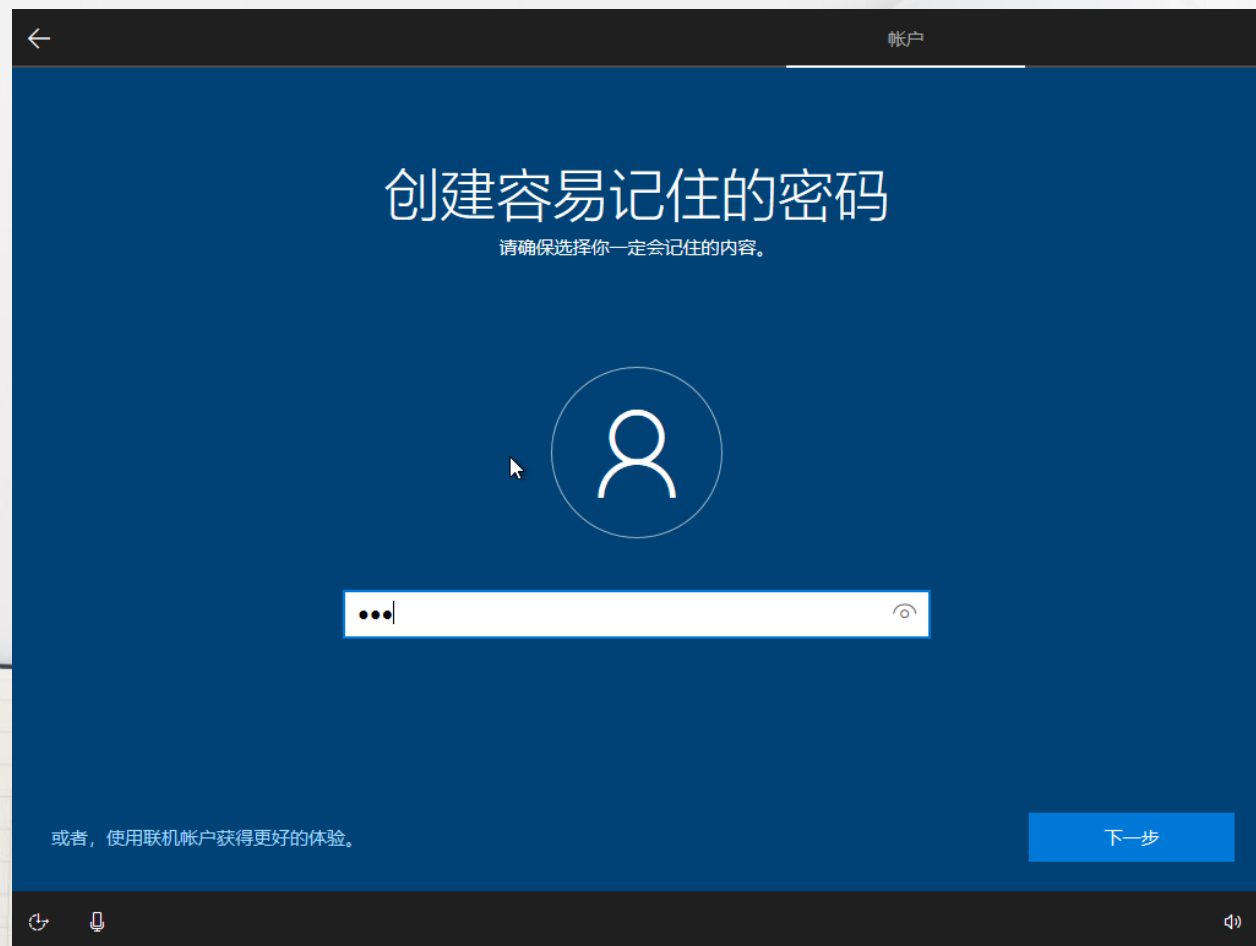 帐户
创建容易记住的密码
请确保选择你一定会记住的内容。
或者，使用联机帐户获得更好的体验。
下一步